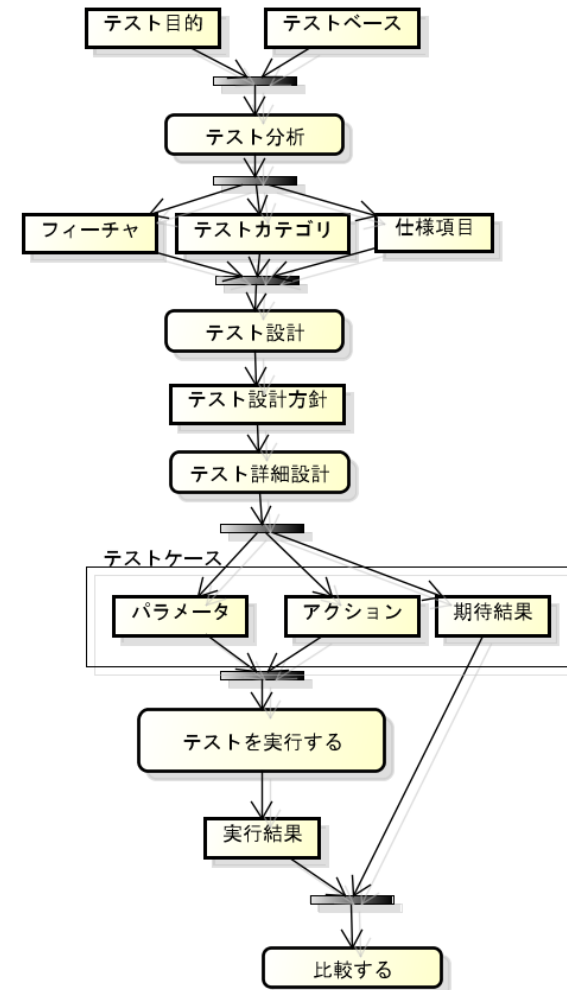 テスト目的
テストベース
テスト分析
フィーチャ
テストカテゴリ
仕様項目
テスト設計
テスト設計方針
テスト詳細設計
テストケース
パラメータ
アクション
期待結果
テストを実行する
実行結果
比較する